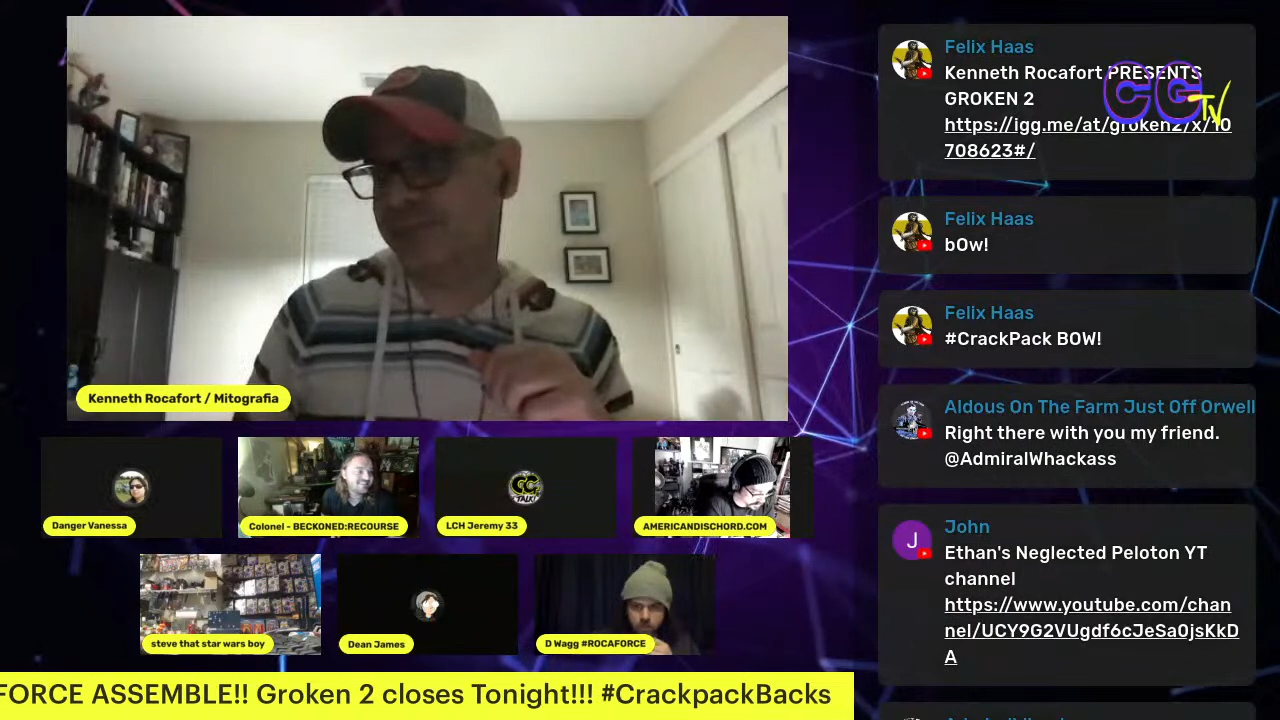 Felix Haas
Kenneth Rocafort PRESENTS
GROKEN 2
https://igg.me/at/groken2/x/10
708623#/
CG TV
Felix Haas
bOw!
Felix Haas
#CrackPack BOW!
Aldous On The Farm Just Off Orwell
Right there with you my friend.
@AdmiralWhackass
J
John
Ethan's Neglected Peloton YT
channel
https://www.youtube.com/chan
nel/UCY9G2VUgdf6cJeSa0jsKkD
A
Kenneth Rocafort / Mitografia
Danger Vanessa
Colonel - BECKONED:RECOURSE
CG
TALK!
LCH Jeremy 33
AMERICANDISCHORD.COM
steve that star wars boy
Dean James
D Wagg #ROCAFORCE
FORCE ASSEMBLE!! Groken 2 closes Tonight!!! #CrackpackBacks